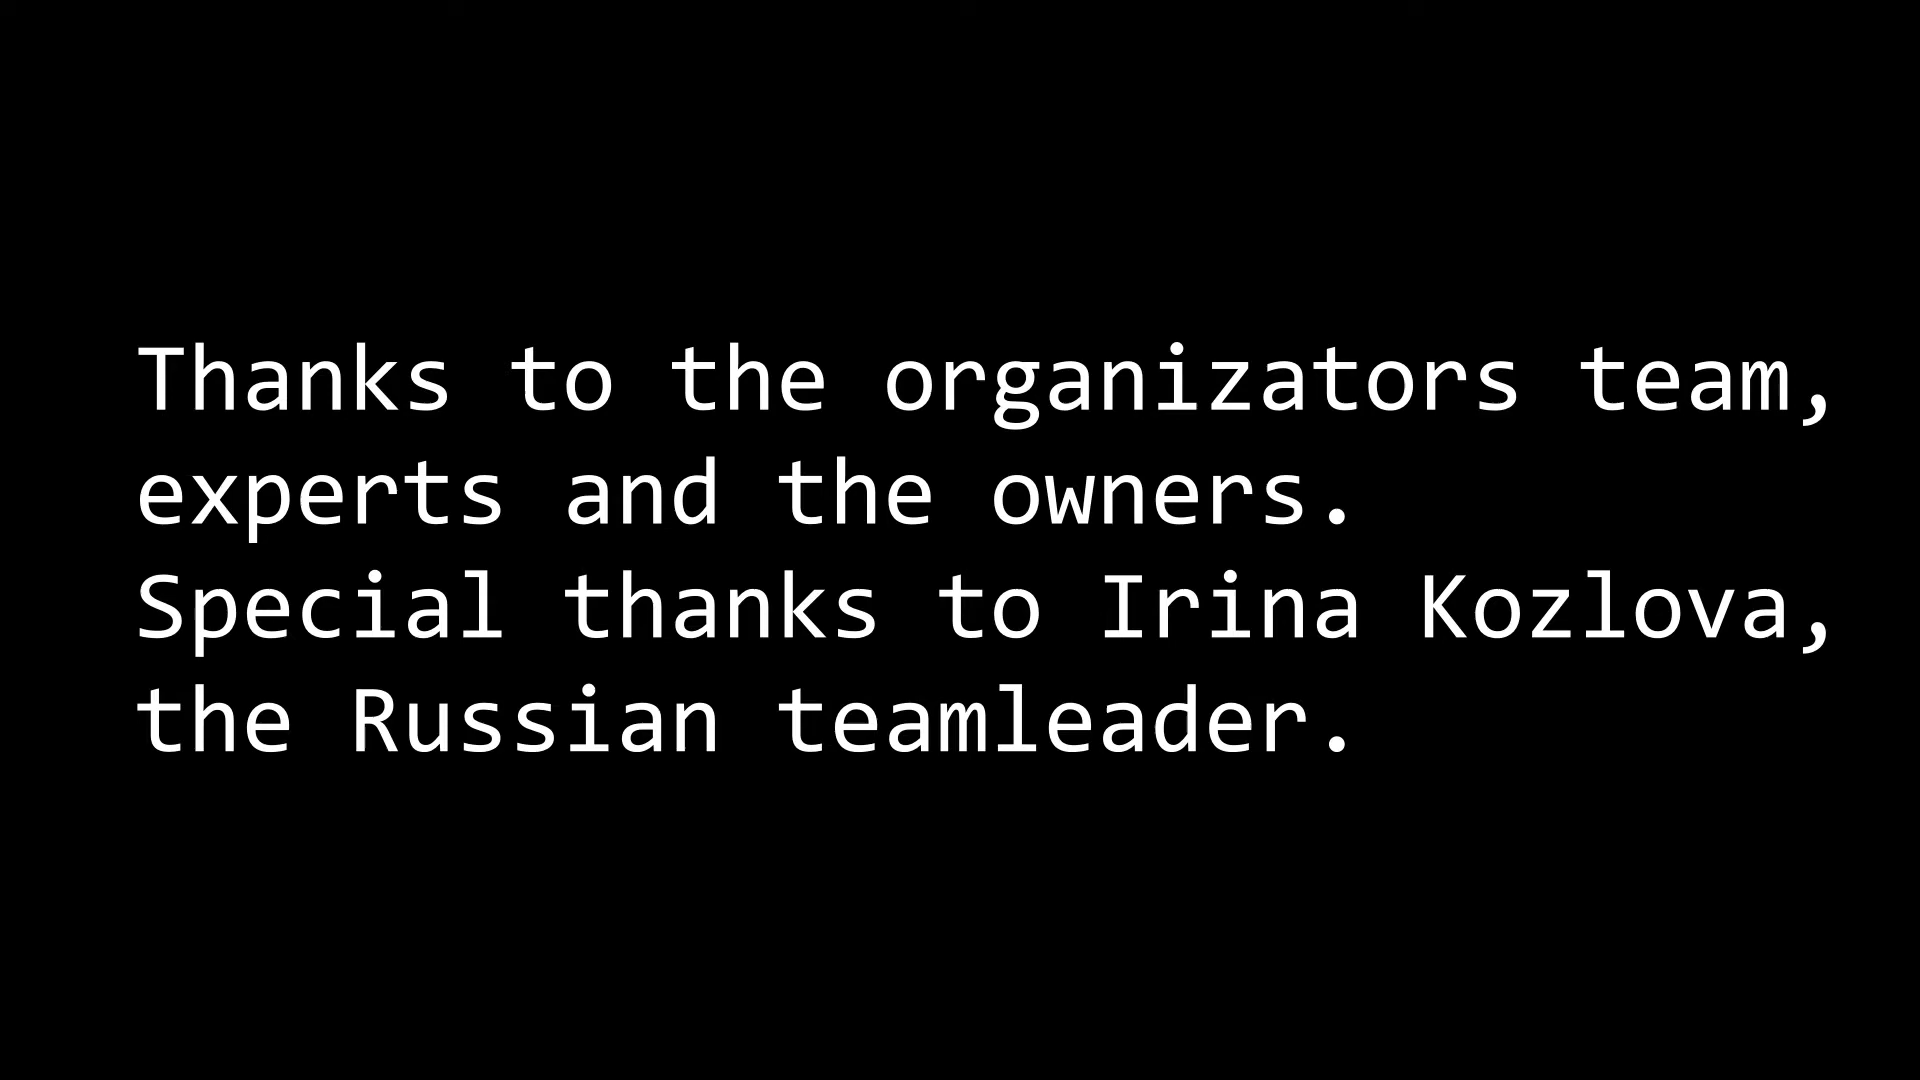 Thanks to the organizators team,
experts and the owners.
Special thanks to Irina Kozlova,
the Russian teamleader.